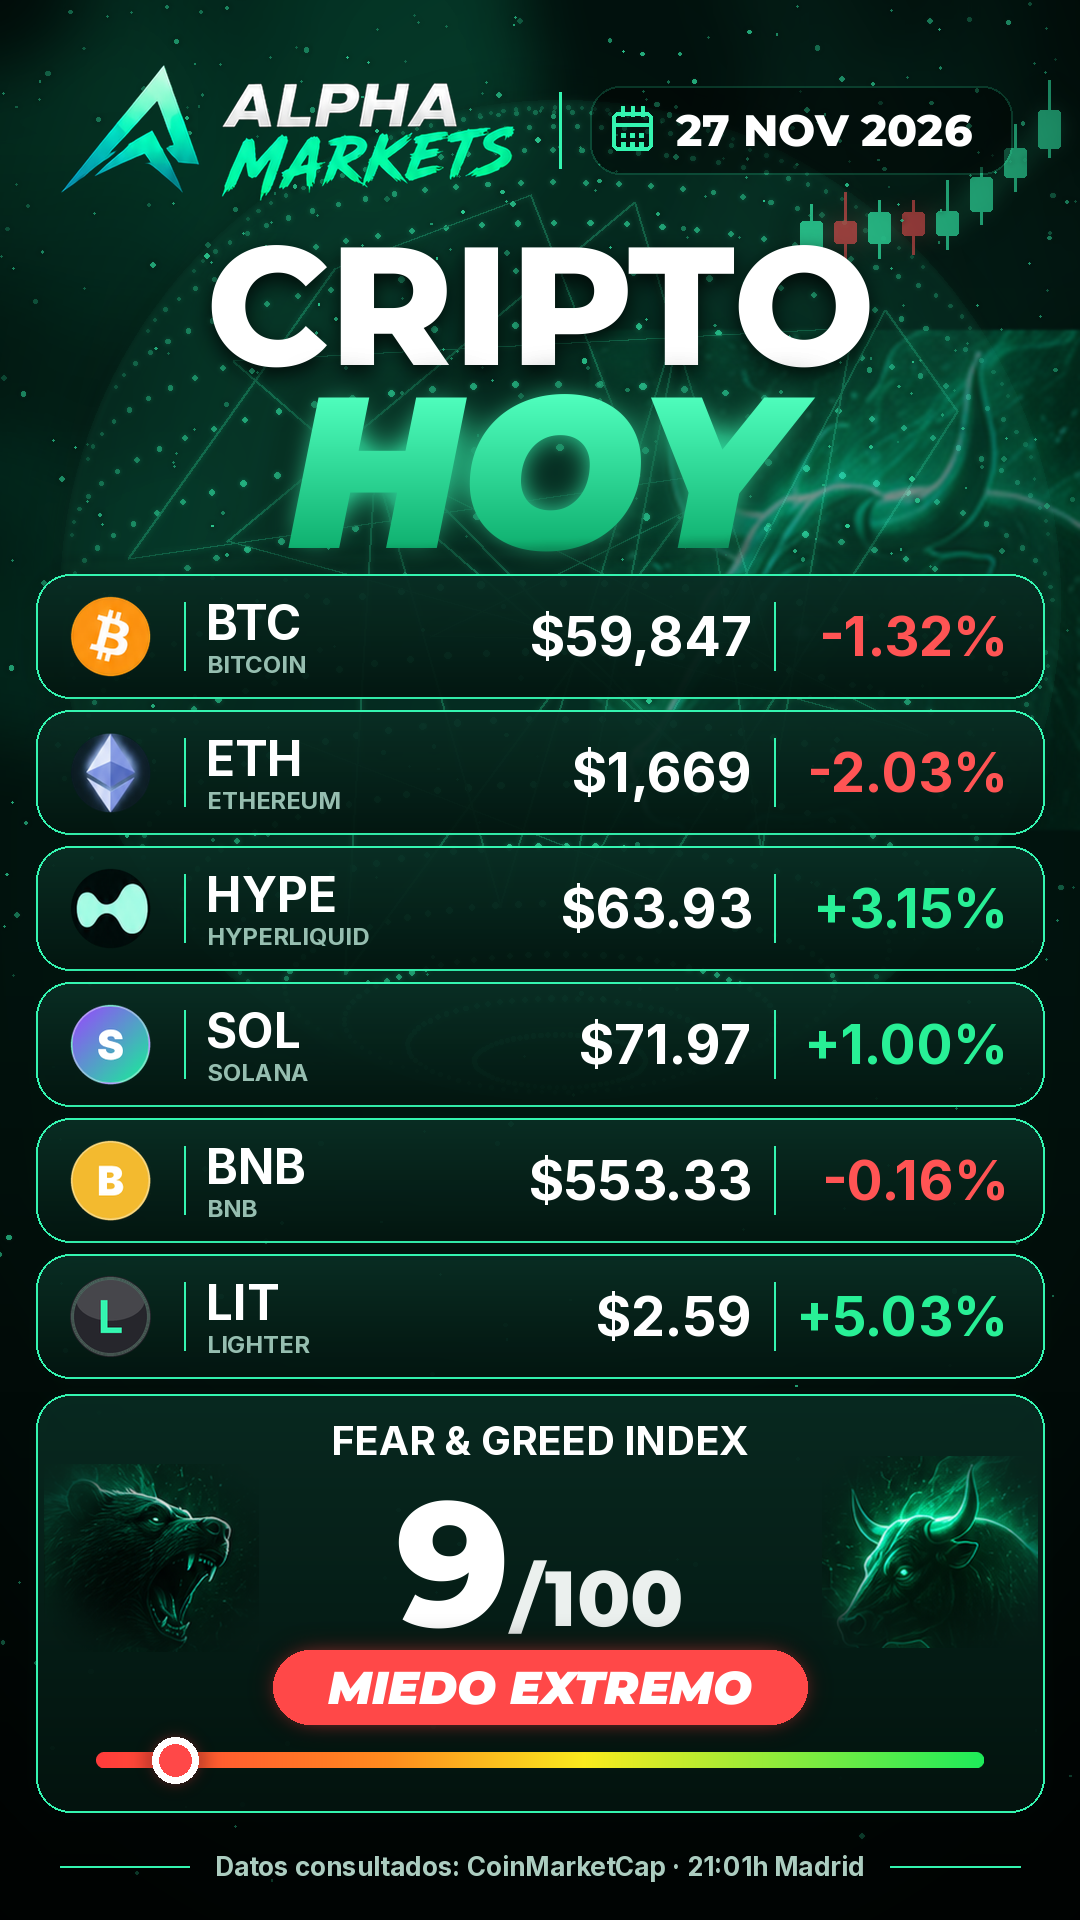 ALPHA
MARKETS
27 NOV 2026
CRIPTO
HOY
BTC
BITCOIN
$59,847
-1.32%
ETH
ETHEREUM
$1,669
-2.03%
HYPE
HYPERLIQUID
$63.93
+3.15%
S
SOL
SOLANA
$71.97
+1.00%
B
BNB
BNB
$553.33
-0.16%
L
LIT
LIGHTER
$2.59
+5.03%
FEAR & GREED INDEX
9/100
MIEDO EXTREMO
Datos consultados: CoinMarketCap · 21:01h Madrid